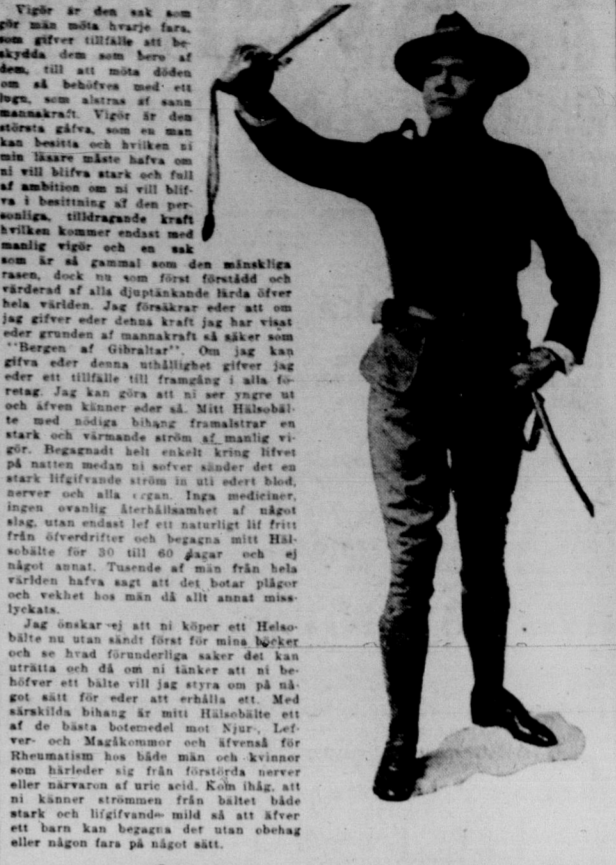 Vigör är den sak som
gör män möta hvarje fara,
som gifver tillfälle att be-
skydda dem som bero af
dem, till att möta döden
om så behöfves med ett
lugn, som alstras af sann
mannakraft. Vigör är den
största gåfva, som en man
kan besitta och hvilken ni
min läsare måste hafva om
ni vill blifva stark och full
af ambition om ni vill blif-
va i besittning af den per-
sonliga, tilldragande kraft
hvilken kommer endast med
manlig vigör och en sak
som är så gammal som den mänskliga
rasen, dock nu som först förstådd och
värderad af alla djuptänkande lärda öfver
hela världen. Jag försäkrar eder att om
jag gifver eder denna kraft jag har visat
eder grunden af mannakraft så säker som
"Bergen af Gibraltar". Om jag kan
gifva eder denna uthållighet gifver jag
eder ett tillfälle till framgång i alla fö-
retag. Jag kan göra att ni ser yngre ut
och äfven känner eder så. Mitt Hälsobäl-
te med nödiga bihang framalstrar en
stark och värmande ström af manlig vi-
gör. Begagnadt helt enkelt kring lifvet
på natten medan ni sofver sänder det en
stark lifgifvande ström in uti edert blod,
nerver och alla organ. Inga mediciner,
ingen ovanlig återhållsamhet af något
slag, utan endast lef ett naturligt lif fritt
från öfverdrifter och begagna mitt Häl-
sobälte för 30 till 60 dagar och ej
något annat. Tusende af män från hela
världen hafva sagt att det botar plågor
och vekhet hos män då allt annat miss-
lyckats.
Jag önskar ej att ni köper ett Helso-
bälte nu utan sändt först för mina böcker
och se hvad förunderliga saker det kan
uträtta och då om ni tänker att ni be-
höfver ett bälte vill jag styra om på nå-
got sätt för eder att erhålla ett. Med
särskilda bihang är mitt Hälsobälte ett
af de bästa botemedel mot Njur-, Lef-
ver- och Magåkommor och äfvenså för
Rheumatism hos både män och kvinnor
som härleder sig från förstörda nerver
eller närvaron af uric acid. Kom ihåg, att
ni känner strömmen från bältet både
stark och lifgifvande mild så att äfver
ett barn kan begagna det utan obehag
eller någon fara på något sätt.